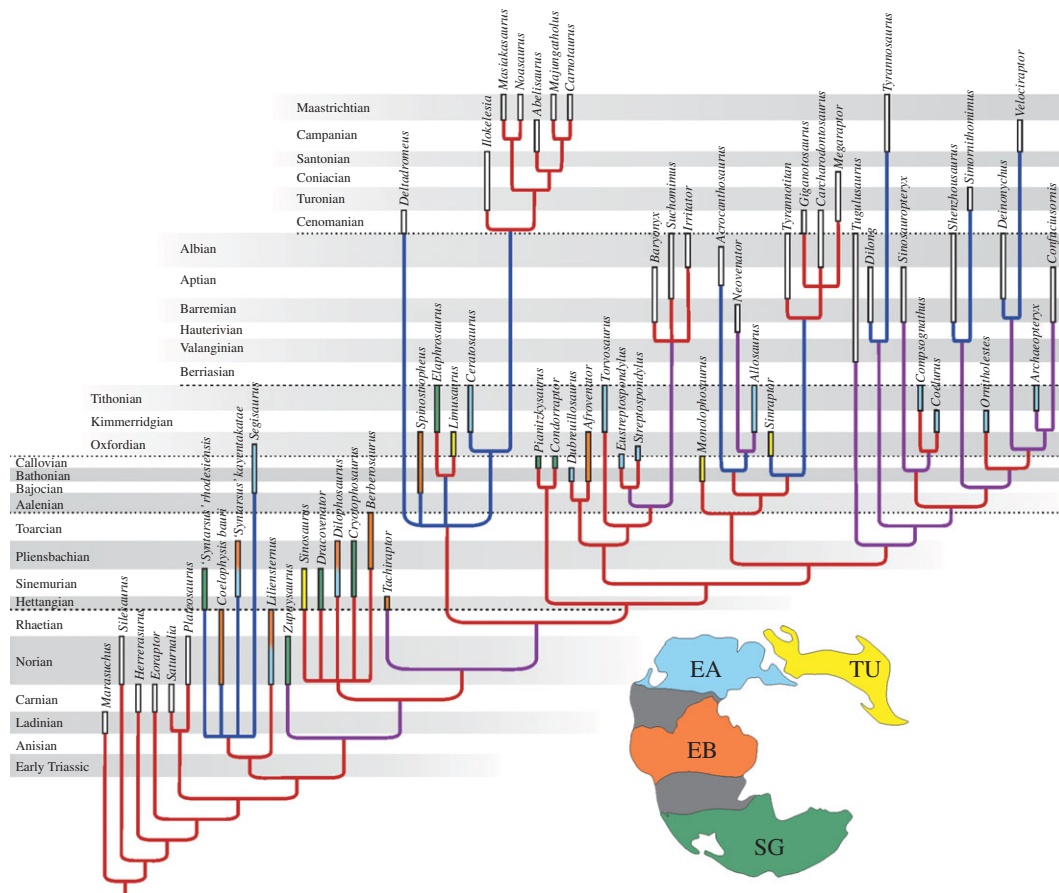 Maastrichtian
Campanian
Santonian
Coniacian
Turonian
Cenomanian
Albian
Aptian
Barremian
Hauterivian
Valanginian
Berriasian
Tithonian
Kimmerridgian
Oxfordian
Callovian
Bathonian
Bajocian
Aalenian
Toarcian
Pliensbachian
Sinemurian
Hettangian
Rhaetian
Norian
Carnian
Ladinian
Anisian
Early Triassic
Marasuchus
Silesaurus
Herrerasurus
Eoraptor
Saturnalia
Plateosaurus
'Syntarsus' rhodesiensis
Coelophysis bauri
'Syntarsus' kayentakatae
Segisaurus
Liliensternus
Zupaysaurus
Sinosaurus
Dracovenator
Dilophosaurus
Cryolophosaurus
Berbensaurus
Tachiraptor
Deltadromeus
Spinostropheus
Elaphrosaurus
Limusaurus
Ceratosaurus
Ilokelesia
Masiakasaurus
Noasaurus
Abelisaurus
Majungatholus
Carnotaurus
Pianitzkysaurus
Condorraptor
Dubreuillosaurus
Afrovenator
Torvosaurus
Eustreptospondylus
Streptospondylus
Baryonyx
Suchomimus
Irritator
Monolophosaurus
Acrocanthosaurus
Neovenator
Allosaurus
Sinraptor
Tyrannotitan
Giganotosaurus
Carcharodontosaurus
Megaraptor
Tugulusaurus
Dilong
Tyrannosaurus
Sinosauropteryx
Compsognathus
Coelurus
Shenzhousaurus
Sinornithomimus
Ornitholestes
Deinonychus
Velociraptor
Archaeopteryx
Confuciusornis
EA
TU
EB
SG